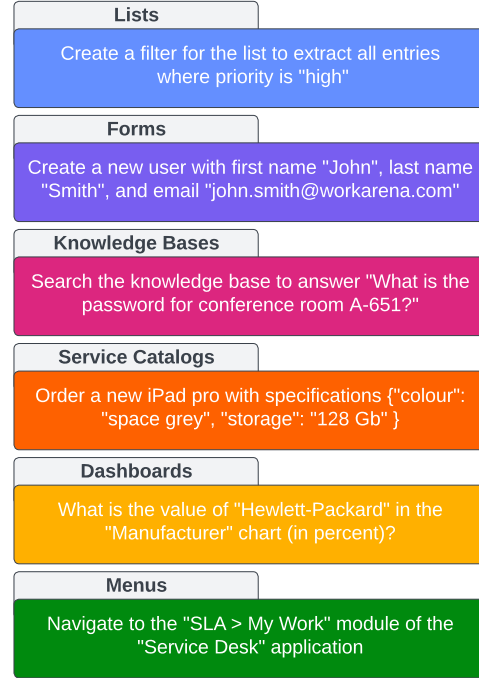 Lists
Create a filter for the list to extract all entries
where priority is "high"
Forms
Create a new user with first name "John", last name
"Smith", and email "john.smith@workarena.com"
Knowledge Bases
Search the knowledge base to answer "What is the
password for conference room A-651?"
Service Catalogs
Order a new iPad pro with specifications {"colour":
"space grey", "storage": "128 Gb" }
Dashboards
What is the value of "Hewlett-Packard" in the
"Manufacturer" chart (in percent)?
Menus
Navigate to the "SLA > My Work" module of the
"Service Desk" application